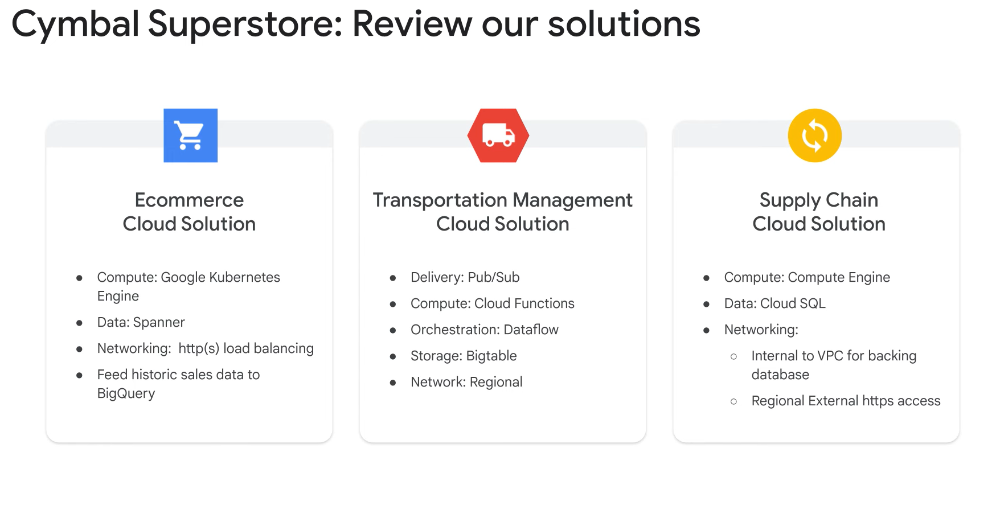 Cymbal Superstore: Review our solutions
Ecommerce
Cloud Solution
● Compute: Google Kubernetes
Engine
● Data: Spanner
● Networking:  http(s) load balancing
● Feed historic sales data to
BigQuery
Transportation Management
Cloud Solution
● Delivery: Pub/Sub
● Compute: Cloud Functions
● Orchestration: Dataflow
● Storage: Bigtable
● Network: Regional
Supply Chain
Cloud Solution
● Compute: Compute Engine
● Data: Cloud SQL
● Networking:
○ Internal to VPC for backing
database
○ Regional External https access